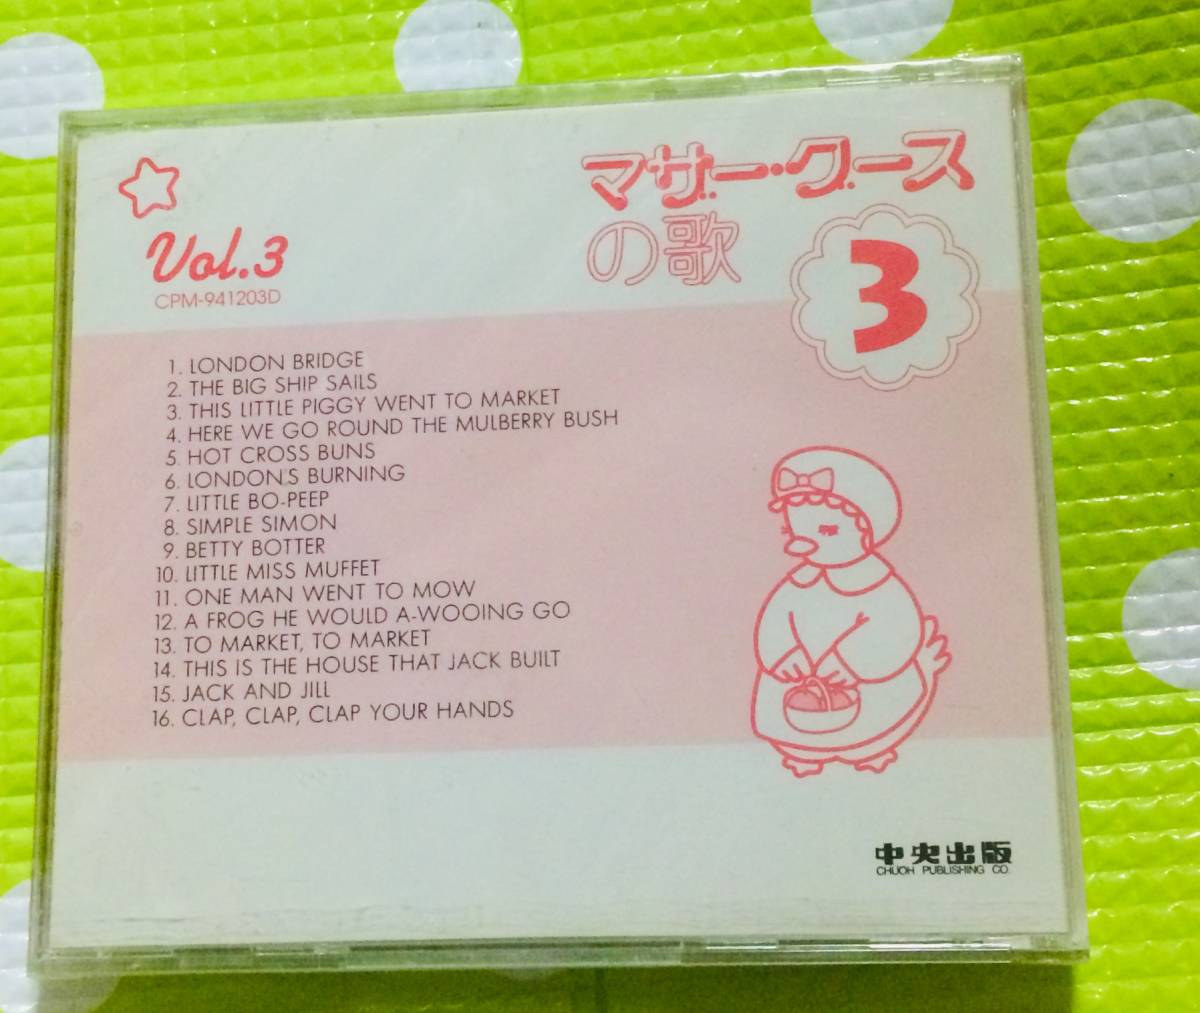 マザー・グース
の歌
3
Vol.3
CPM-941203D
1. LONDON BRIDGE
2. THE BIG SHIP SAILS
3. THIS LITTLE PIGGY WENT TO MARKET
4. HERE WE GO ROUND THE MULBERRY BUSH
5. HOT CROSS BUNS
6. LONDON.S BURNING
7. LITTLE BO-PEEP
8. SIMPLE SIMON
9. BETTY BOTTER
10. LITTLE MISS MUFFET
11. ONE MAN WENT TO MOW
12. A FROG HE WOULD A-WOOING GO
13. TO MARKET, TO MARKET
14. THIS IS THE HOUSE THAT JACK BUILT
15. JACK AND JILL
16. CLAP, CLAP, CLAP YOUR HANDS
中央出版
CHUOH PUBLISHING CO.